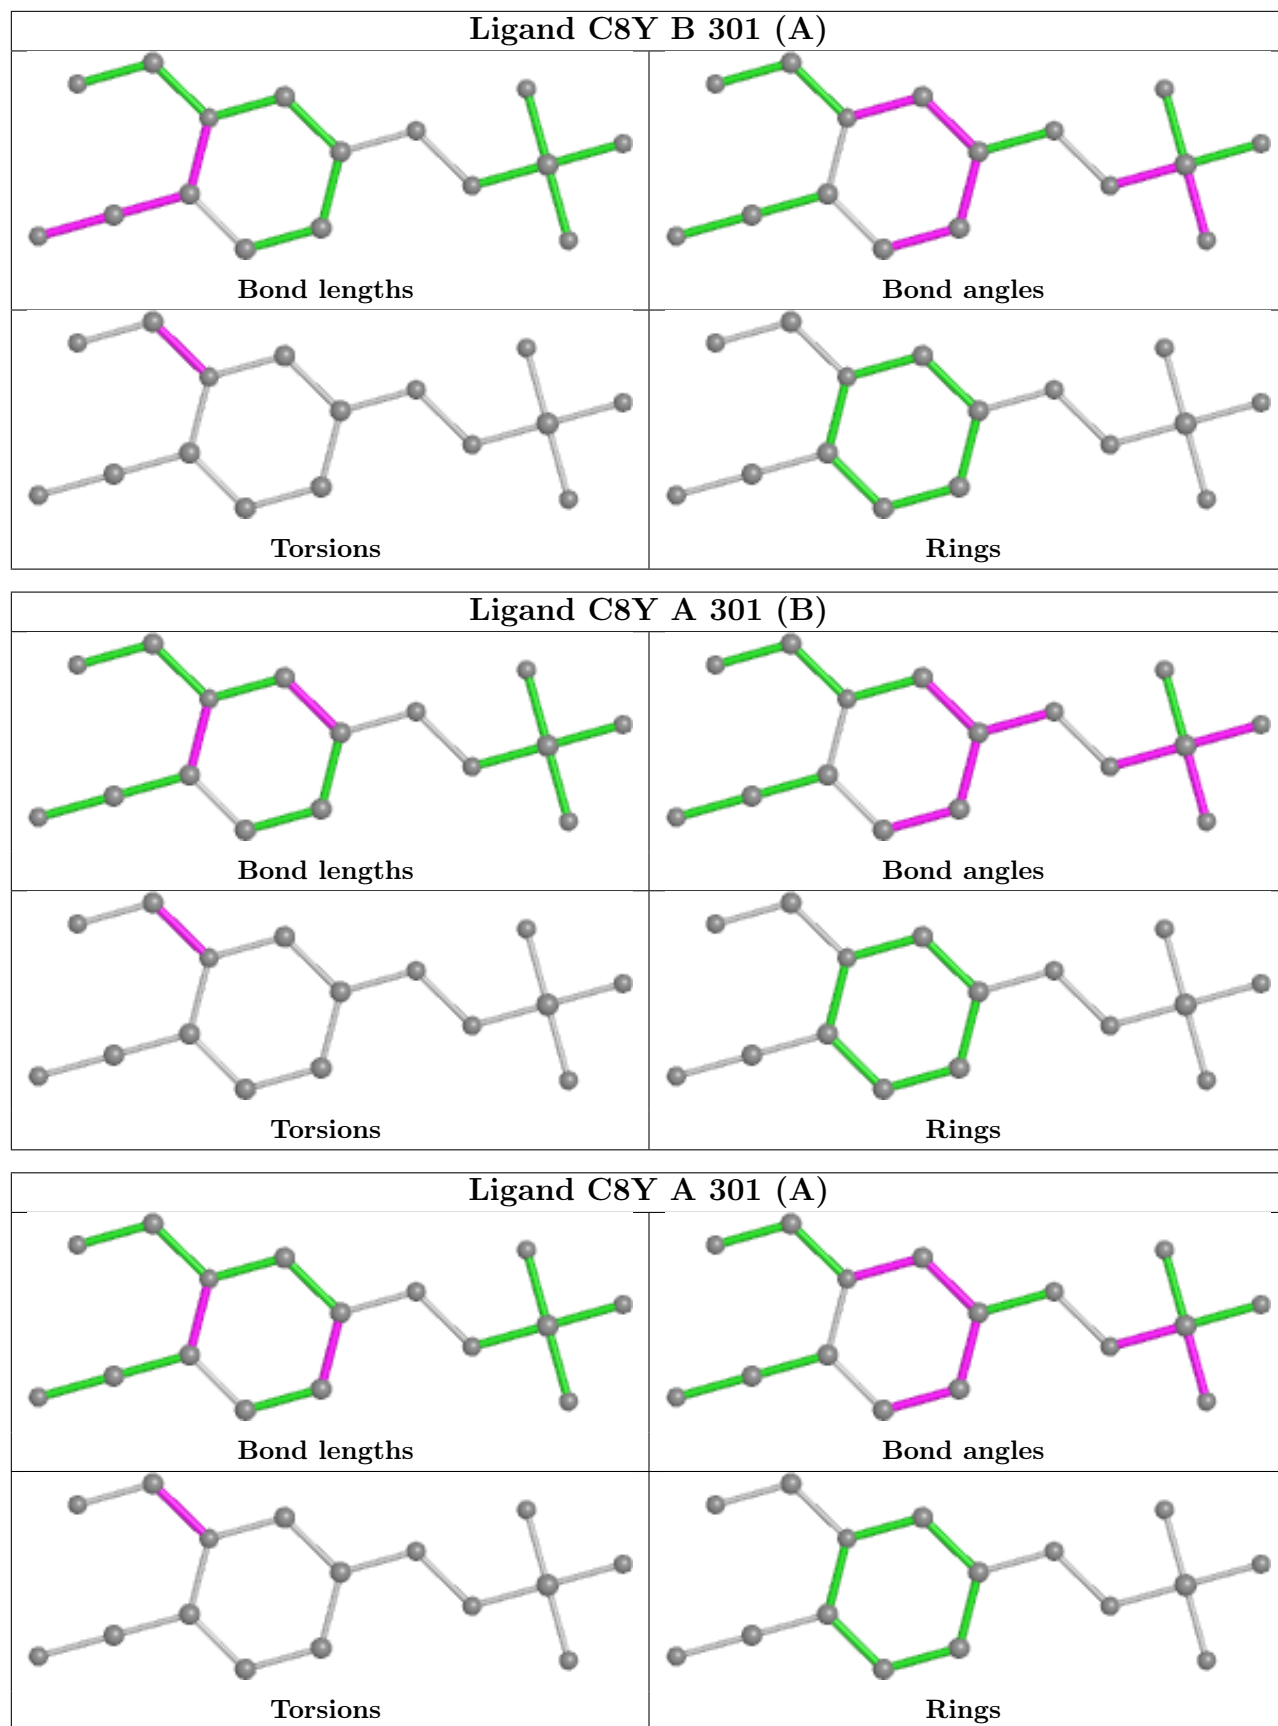 Ligand C8Y B 301 (A)
Bond lengths
Bond angles
Torsions
Rings
Ligand C8Y A 301 (B)
Bond lengths
Bond angles
Torsions
Rings
Ligand C8Y A 301 (A)
Bond lengths
Bond angles
Torsions
Rings